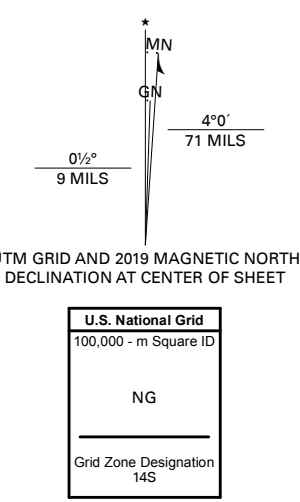 ★
MN
GN
4°0´
71 MILS
0½°
9 MILS
UTM GRID AND 2019 MAGNETIC NORTH
DECLINATION AT CENTER OF SHEET
U.S. National Grid
100,000 - m Square ID
NG
Grid Zone Designation
14S